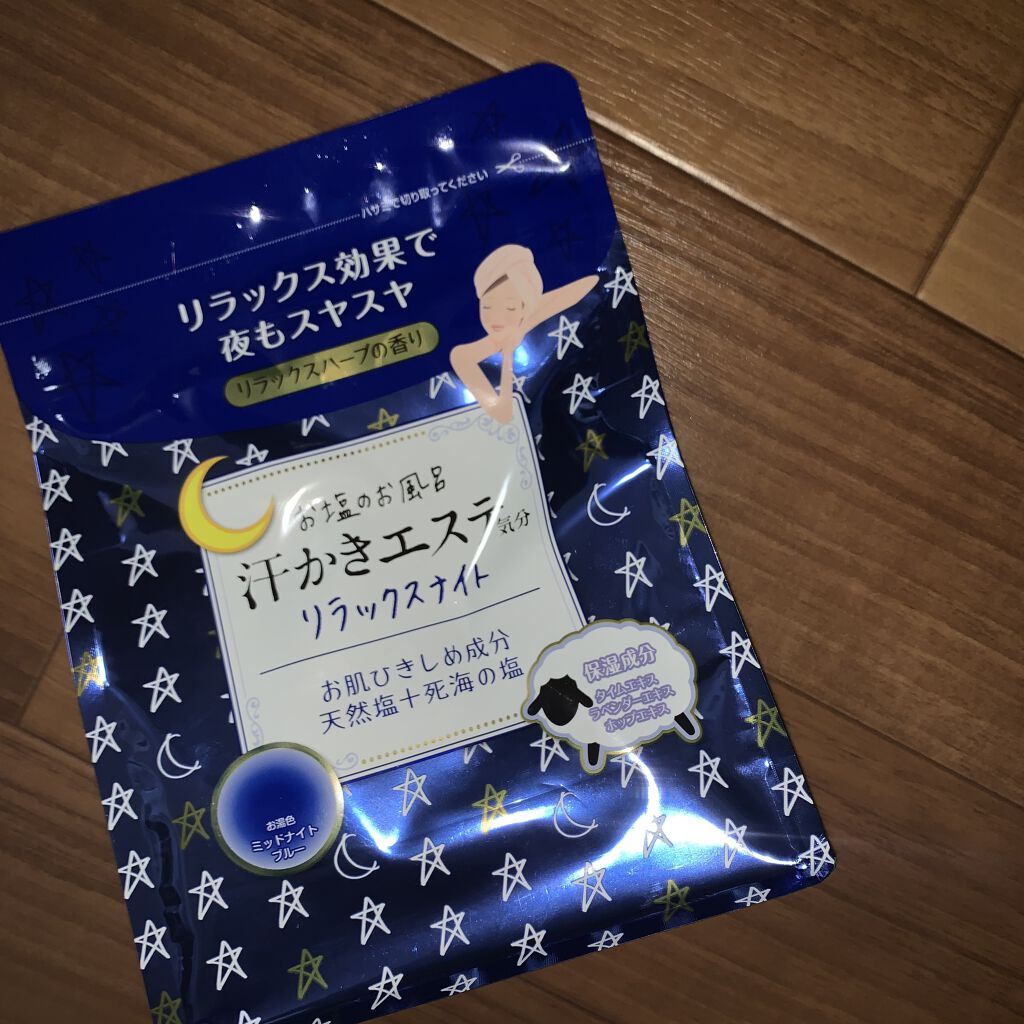 ハサミで切り取ってください
リラックス効果で
夜もスヤスヤ
リラックスハーブの香り
お塩のお風呂
汗かきエステ気分
リラックスナイト
お肌ひきしめ成分
天然塩＋死海の塩
保湿成分
タイムエキス
ラベンダーエキス
ホップエキス
お湯色
ミッドナイト
ブルー